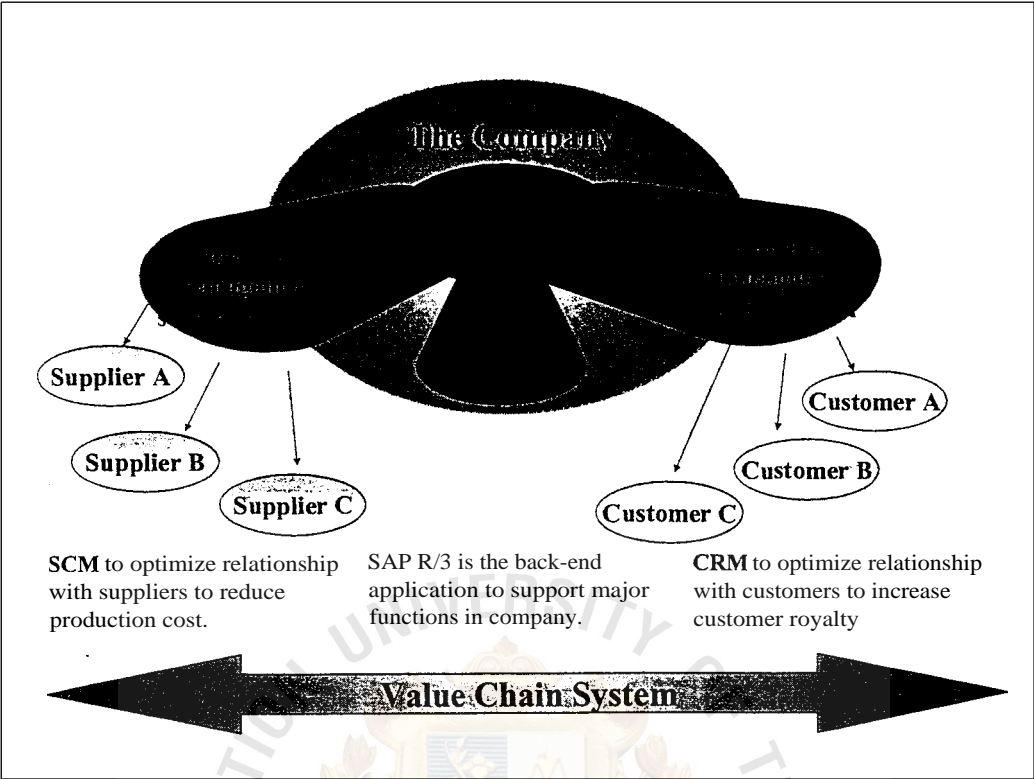 The Company
Supplier A
Supplier B
Supplier C
Customer A
Customer B
Customer C
SCM to optimize relationship
with suppliers to reduce
production cost.
SAP R/3 is the back-end
application to support major
functions in company.
CRM to optimize relationship
with customers to increase
customer royalty
Value Chain System
UNIVERSITY O